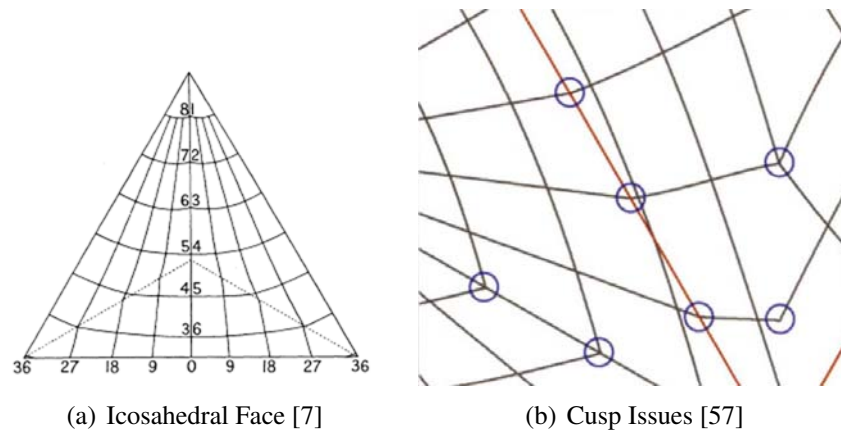 81
72
63
54
45
36
36 27 18 9 0 9 18 27 36
(a) Icosahedral Face [7]
(b) Cusp Issues [57]